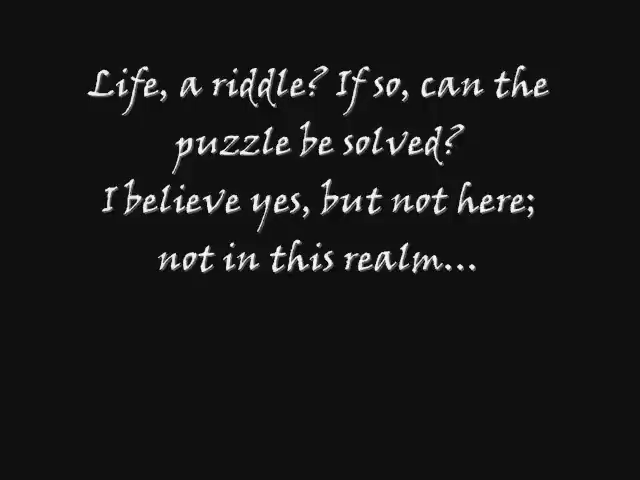 Life, a riddle? If so, can the
puzzle be solved?
I believe yes, but not here;
not in this realm...